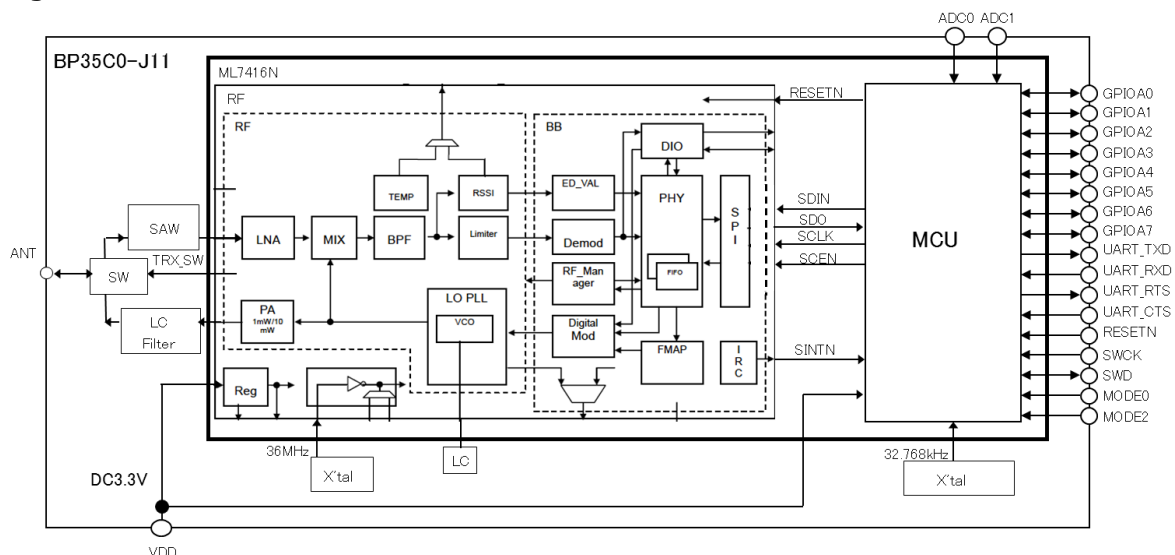 ADC0 ADC1
BP35C0-J11
ML7416N
RF
RF
BB
RESETN
GPIOA0
GPIOA1
GPIOA2
GPIOA3
GPIOA4
GPIOA5
GPIOA6
GPIOA7
UART_TXD
UART_RXD
UART_RTS
UART_CTS
RESETN
SWCK
SWD
MODE0
MODE2
DIO
TEMP
RSSI
ED_VAL
PHY
FIFO
S
P
I
SDIN
SDO
SCLK
SCEN
MCU
SAW
LNA
MIX
BPF
Limiter
Demod
ANT
SW
TRX_SW
RF_Man
ager
LO PLL
VCO
PA
1mW/10
mW
LC
Filter
Digital
Mod
FMAP
I
R
C
SINTN
Reg
36MHz
X'tal
LC
32.768kHz
X'tal
DC3.3V
VDD